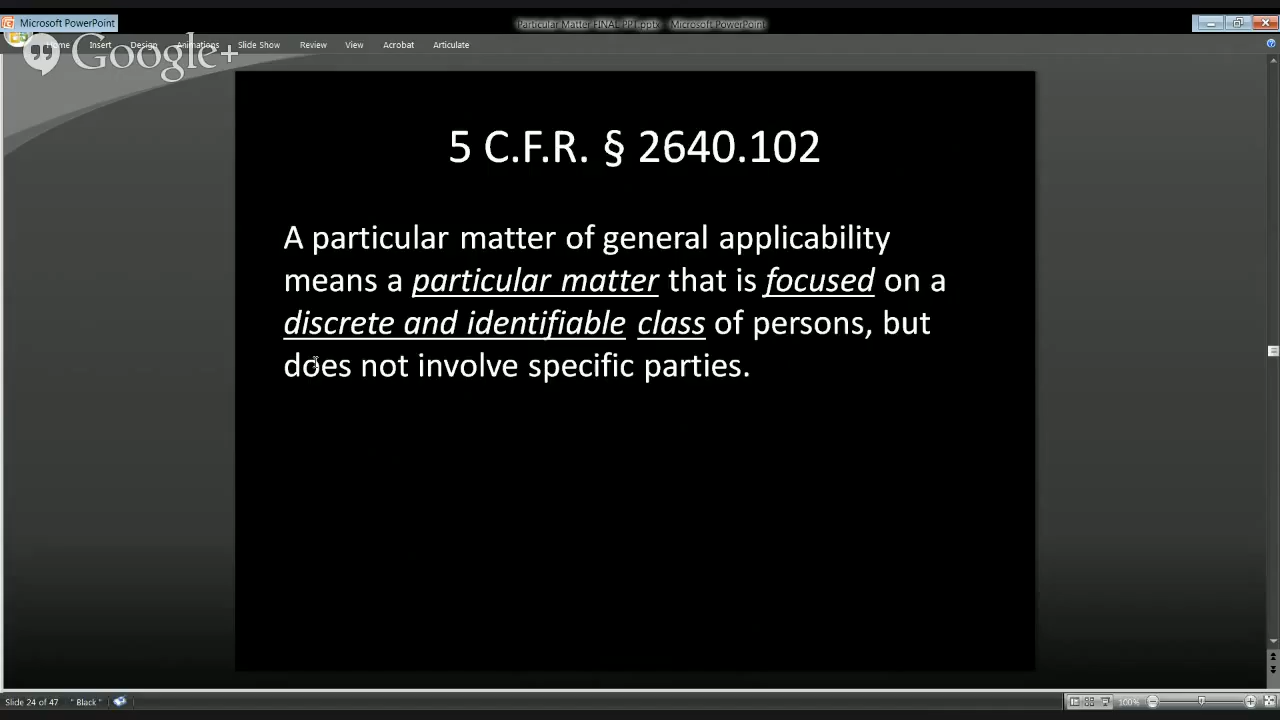 Microsoft PowerPoint
Particular Matter FINAL PPT.pptx - Microsoft PowerPoint
Home Insert Design Animations Slide Show Review View Acrobat Articulate
Google+
5 C.F.R. § 2640.102
A particular matter of general applicability
means a particular matter that is focused on a
discrete and identifiable class of persons, but
does not involve specific parties.
Slide 24 of 47 "Black" 100%